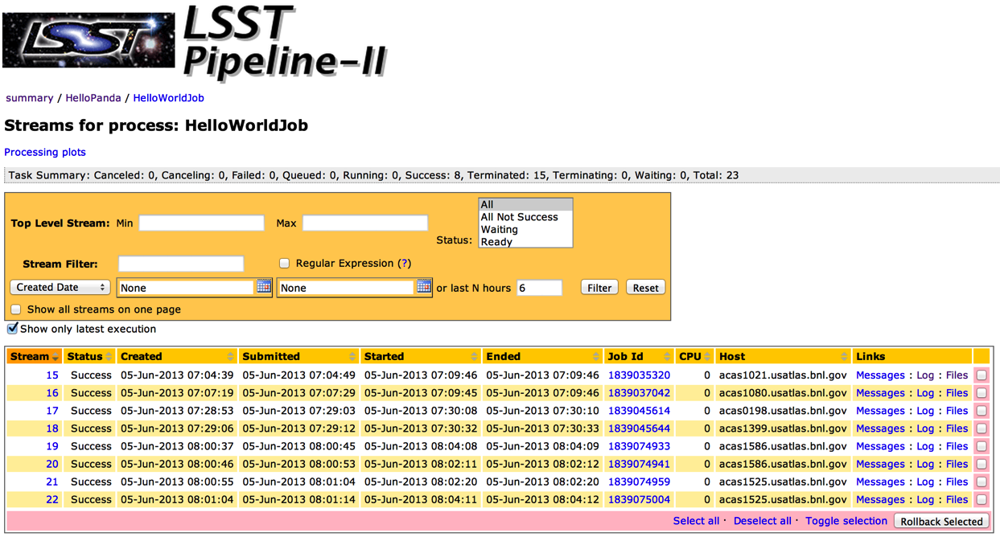 LSST
LSST
Pipeline-II
summary / HelloPanda / HelloWorldJob
Streams for process: HelloWorldJob
Processing plots
Task Summary: Canceled: 0, Canceling: 0, Failed: 0, Queued: 0, Running: 0, Success: 8, Terminated: 15, Terminating: 0, Waiting: 0, Total: 23
Top Level Stream: Min Max Status: All
All Not Success
Waiting
Ready
Stream Filter: Regular Expression (?)
Created Date None None or last N hours 6 Filter Reset
Show all streams on one page
Show only latest execution
Stream Status Created Submitted Started Ended Job Id CPU Host Links
15 Success 05-Jun-2013 07:04:39 05-Jun-2013 07:04:49 05-Jun-2013 07:09:46 05-Jun-2013 07:09:46 1839035320 0 acas1021.usatlas.bnl.gov Messages : Log : Files
16 Success 05-Jun-2013 07:07:19 05-Jun-2013 07:07:29 05-Jun-2013 07:09:45 05-Jun-2013 07:09:46 1839037042 0 acas1080.usatlas.bnl.gov Messages : Log : Files
17 Success 05-Jun-2013 07:28:53 05-Jun-2013 07:29:03 05-Jun-2013 07:30:08 05-Jun-2013 07:30:10 1839045614 0 acas0198.usatlas.bnl.gov Messages : Log : Files
18 Success 05-Jun-2013 07:29:06 05-Jun-2013 07:29:12 05-Jun-2013 07:30:32 05-Jun-2013 07:30:33 1839045644 0 acas1399.usatlas.bnl.gov Messages : Log : Files
19 Success 05-Jun-2013 08:00:37 05-Jun-2013 08:00:45 05-Jun-2013 08:04:08 05-Jun-2013 08:04:09 1839074933 0 acas1586.usatlas.bnl.gov Messages : Log : Files
20 Success 05-Jun-2013 08:00:46 05-Jun-2013 08:00:53 05-Jun-2013 08:02:11 05-Jun-2013 08:02:12 1839074941 0 acas1586.usatlas.bnl.gov Messages : Log : Files
21 Success 05-Jun-2013 08:00:55 05-Jun-2013 08:01:04 05-Jun-2013 08:02:20 05-Jun-2013 08:02:20 1839074959 0 acas1525.usatlas.bnl.gov Messages : Log : Files
22 Success 05-Jun-2013 08:01:04 05-Jun-2013 08:01:14 05-Jun-2013 08:04:11 05-Jun-2013 08:04:12 1839075004 0 acas1525.usatlas.bnl.gov Messages : Log : Files
Select all · Deselect all · Toggle selection Rollback Selected